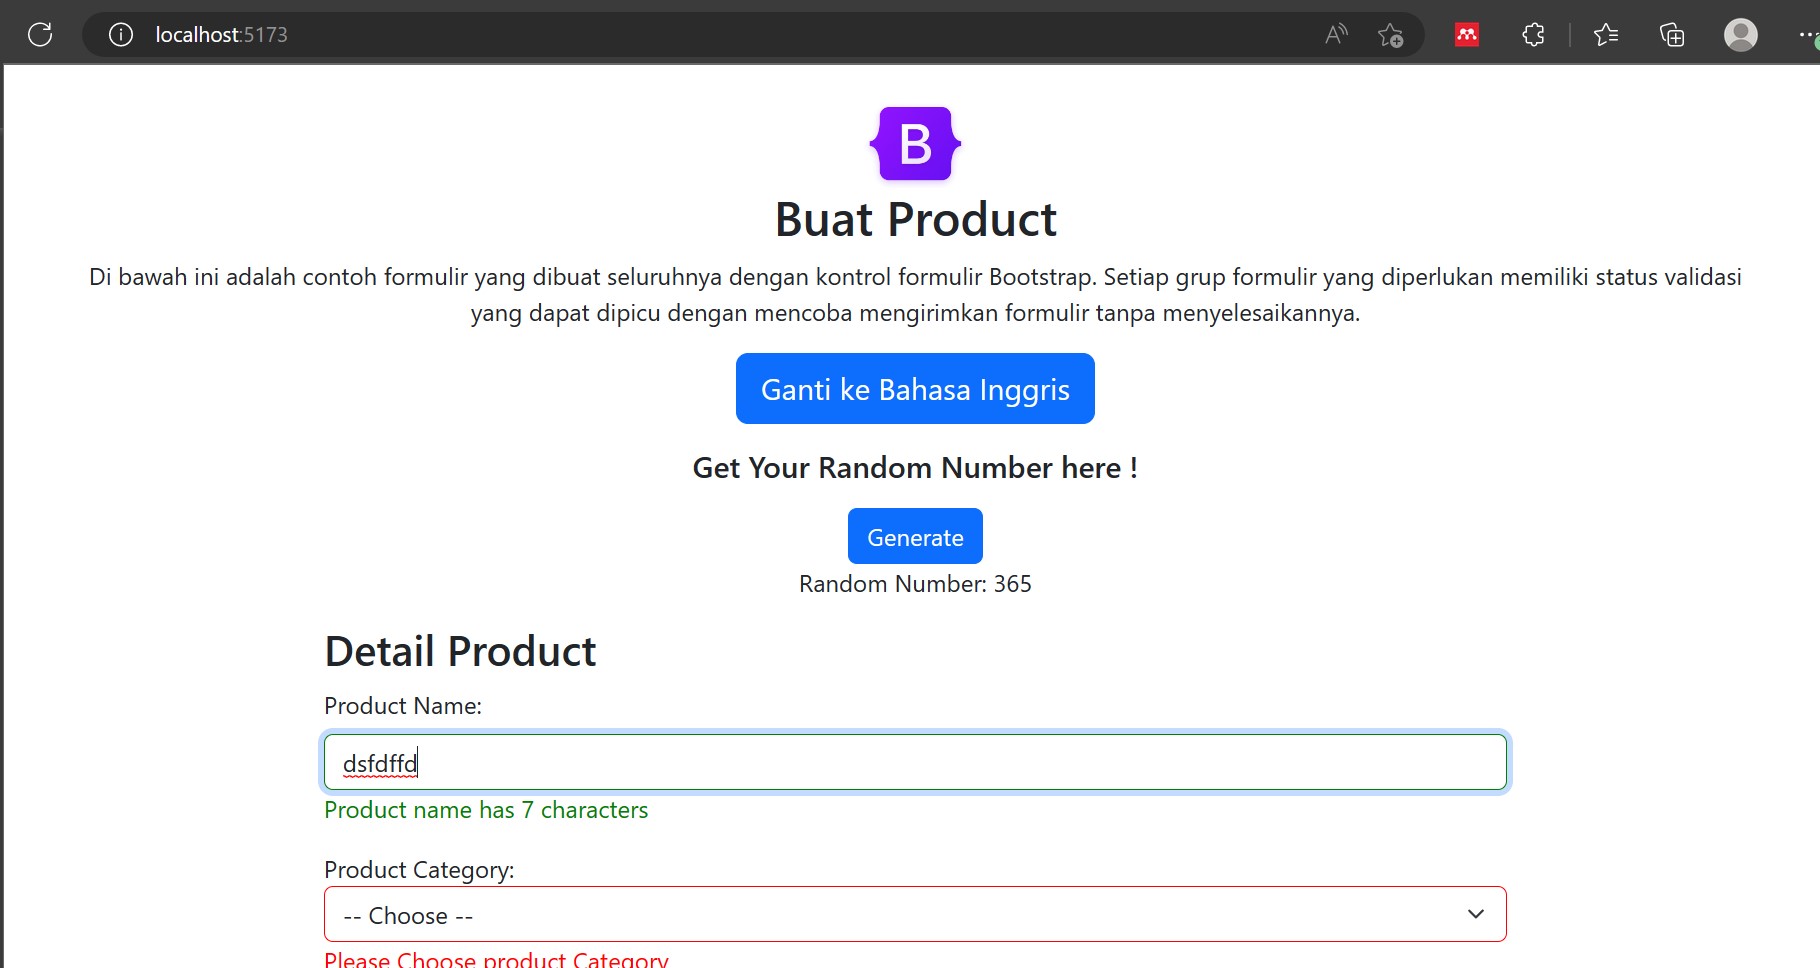 localhost:5173
B
Buat Product
Di bawah ini adalah contoh formulir yang dibuat seluruhnya dengan kontrol formulir Bootstrap. Setiap grup formulir yang diperlukan memiliki status validasi
yang dapat dipicu dengan mencoba mengirimkan formulir tanpa menyelesaikannya.
Ganti ke Bahasa Inggris
Get Your Random Number here !
Generate
Random Number: 365
Detail Product
Product Name:
dsfdffd
Product name has 7 characters
Product Category:
-- Choose --
Please Choose product Category